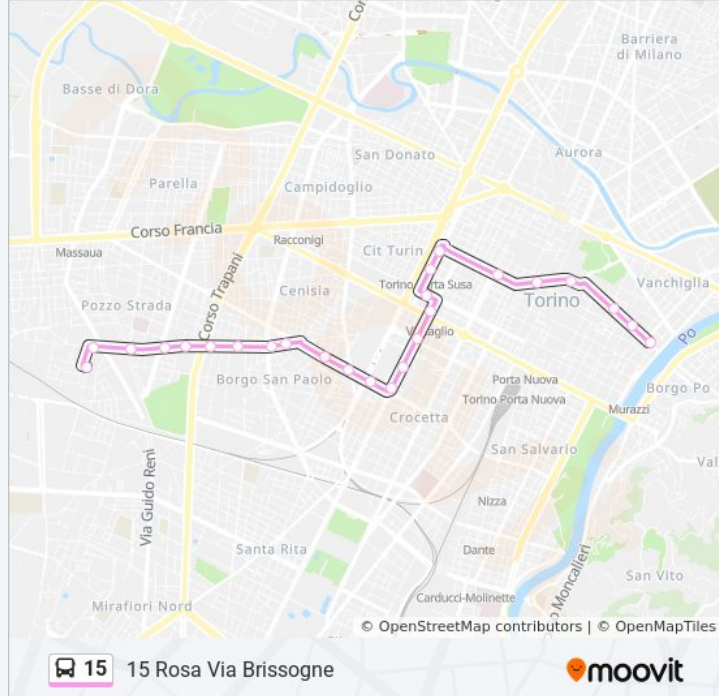 Barriera
di Milano
Basse di Dora
San Donato
Aurora
Parella
Campidoglio
Corso Francia
Racconigi
Massaua
Cit Turin
Vanchiglia
Cenisia
Torino
Porta Susa
Pozzo Strada
Corso Trapani
Torino
Po
Borgo San Paolo
Porta Nuova
Torino Porta Nuova
Borgo Po
Murazzi
Crocetta
San Salvario
Via Guido Reni
Nizza
Santa Rita
Dante
San Vito
Carducci-Molinette
Moncalieri
Mirafiori Nord
© OpenStreetMap contributors | © OpenMapTiles
15
15 Rosa Via Brissogne
moovit